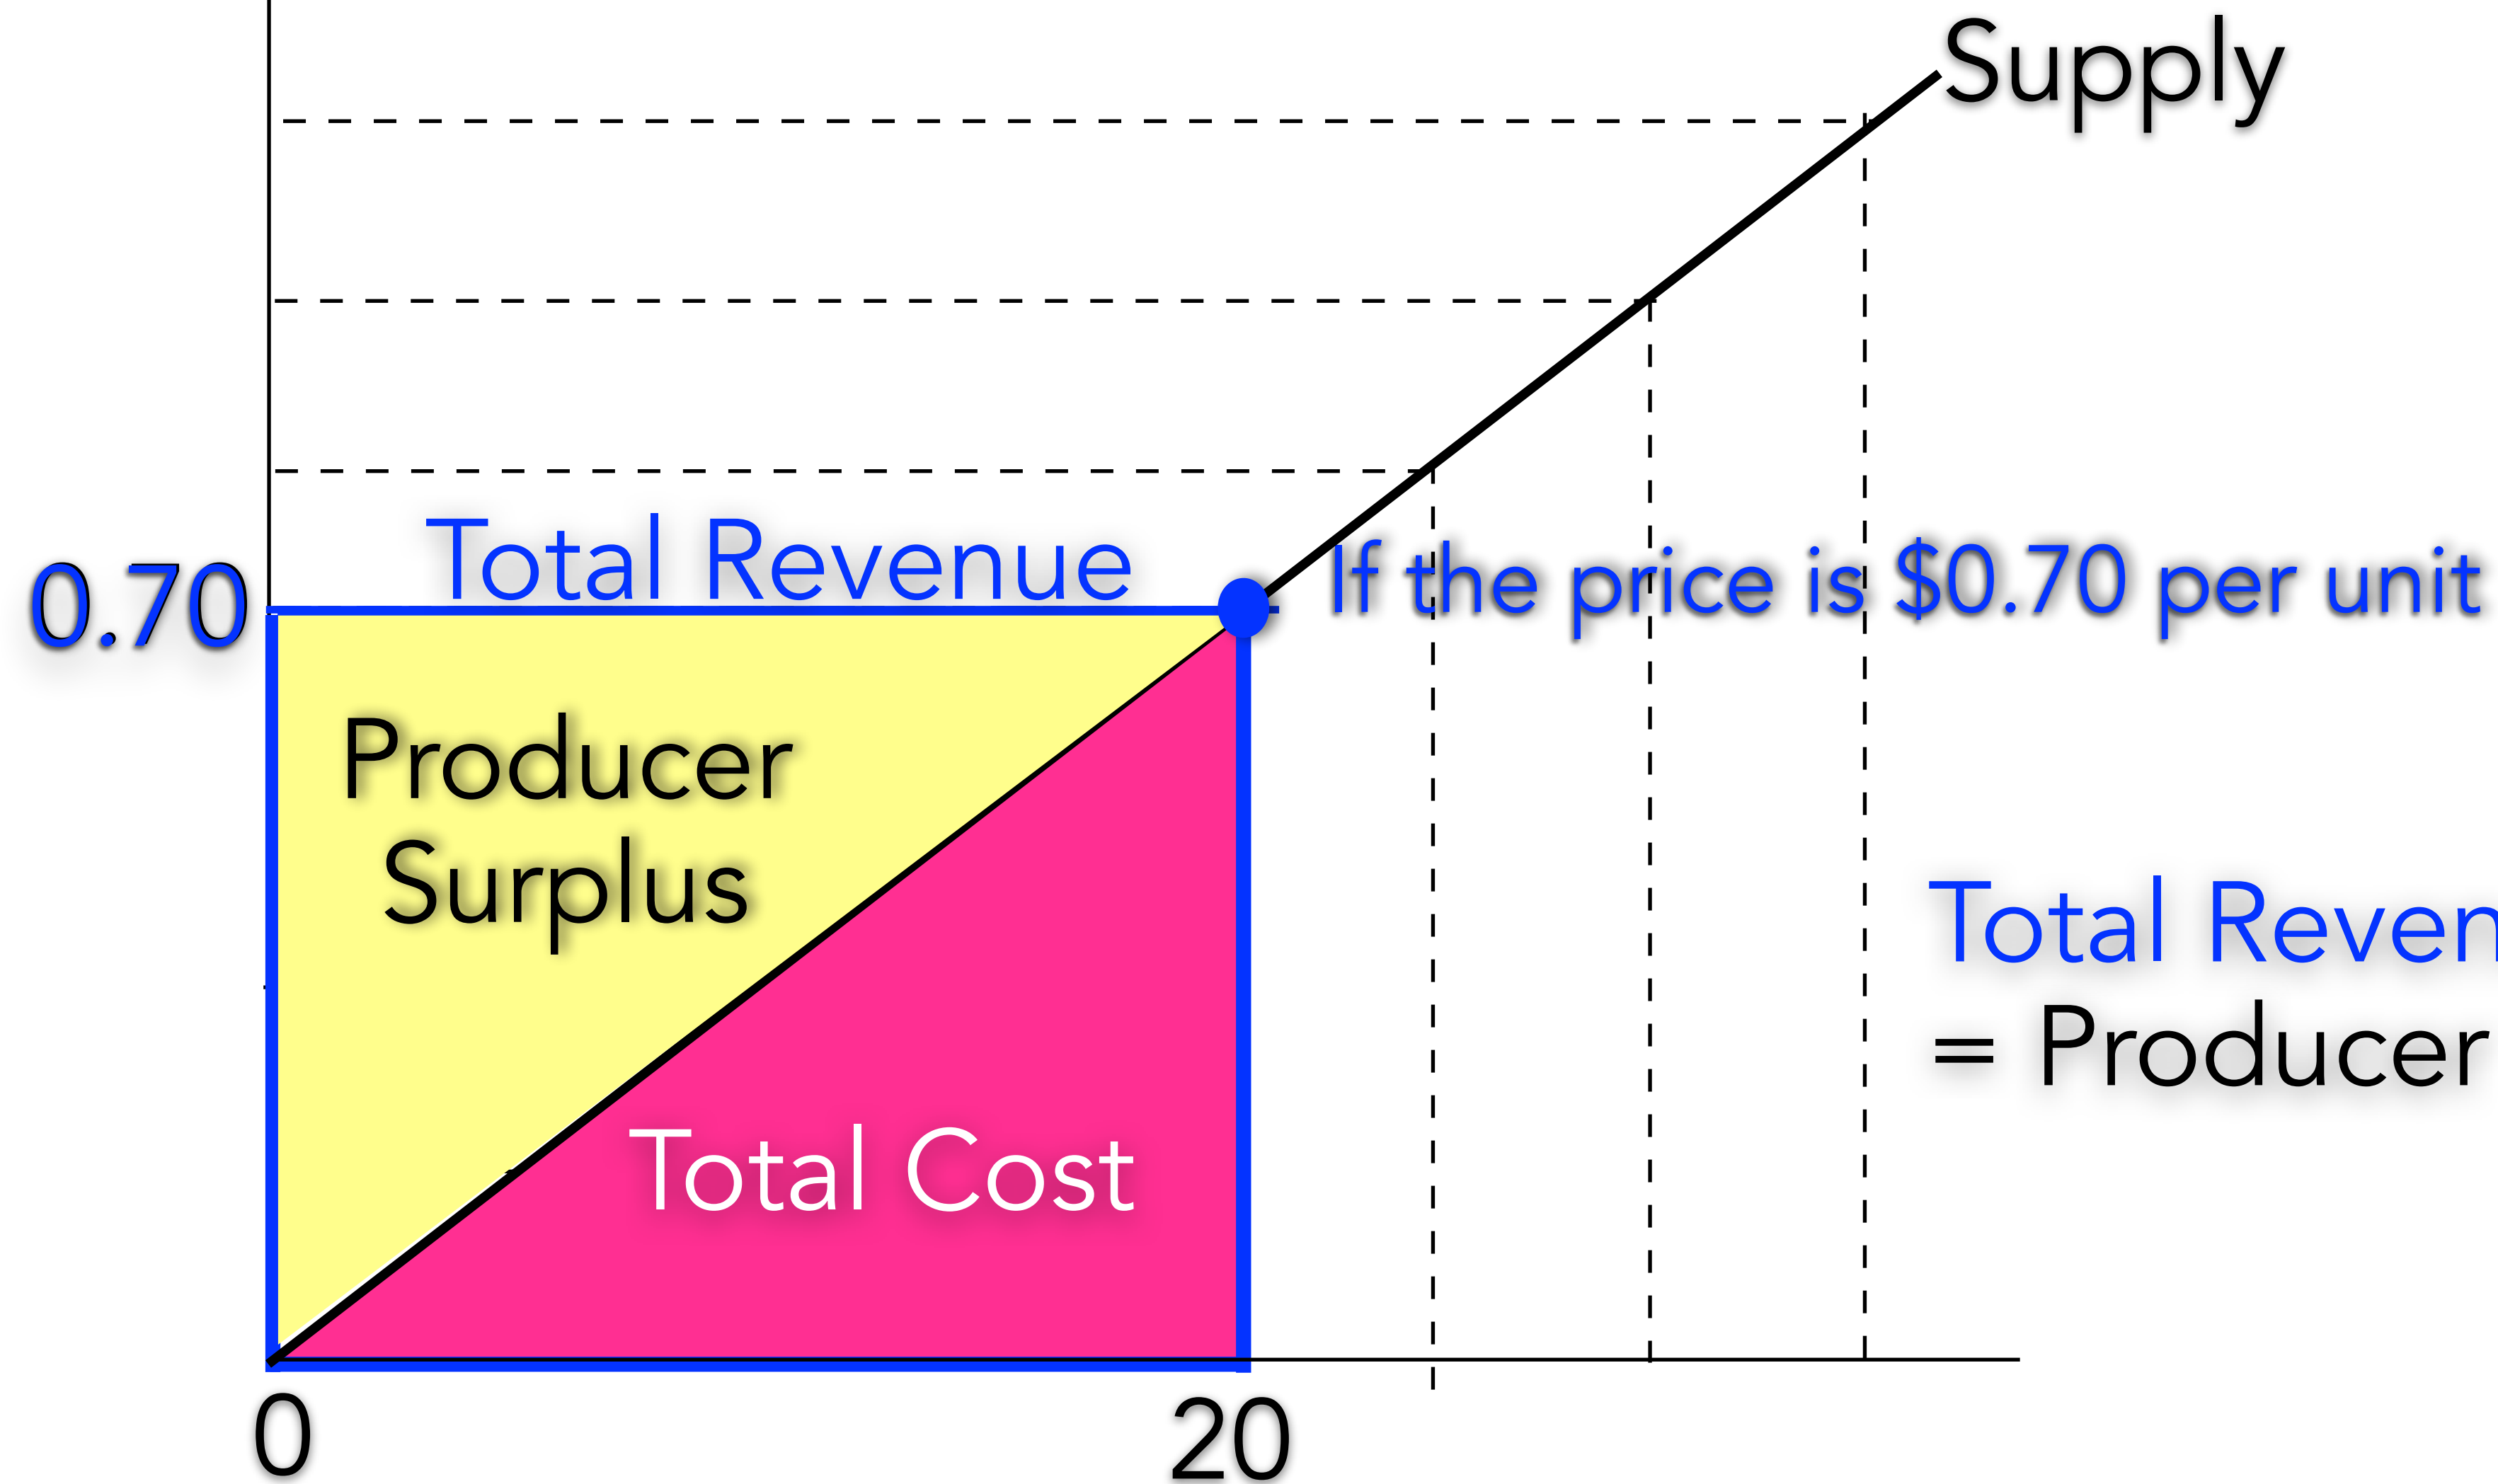 Supply
Total Revenue
0.70
If the price is $0.70 per unit
Producer
Surplus
Total Reven
= Producer
Total Cost
0
20